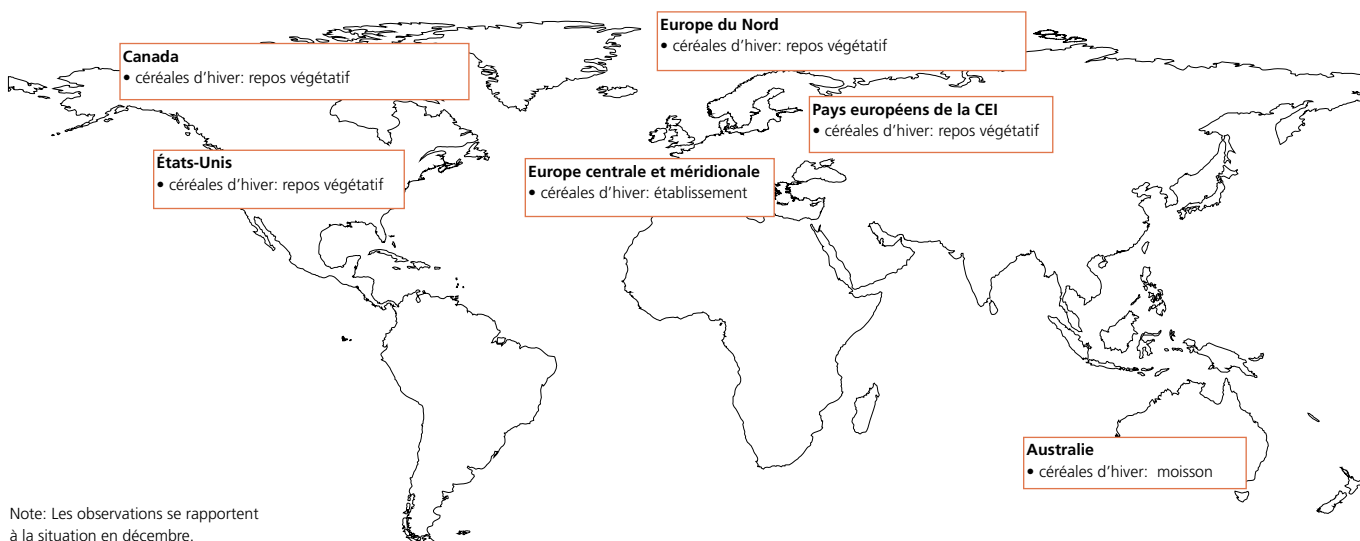 Europe du Nord
• céréales d’hiver: repos végétatif
Canada
• céréales d’hiver: repos végétatif
Pays européens de la CEI
• céréales d’hiver: repos végétatif
États-Unis
• céréales d’hiver: repos végétatif
Europe centrale et méridionale
• céréales d’hiver: établissement
Australie
• céréales d’hiver: moisson
Note: Les observations se rapportent
à la situation en décembre.